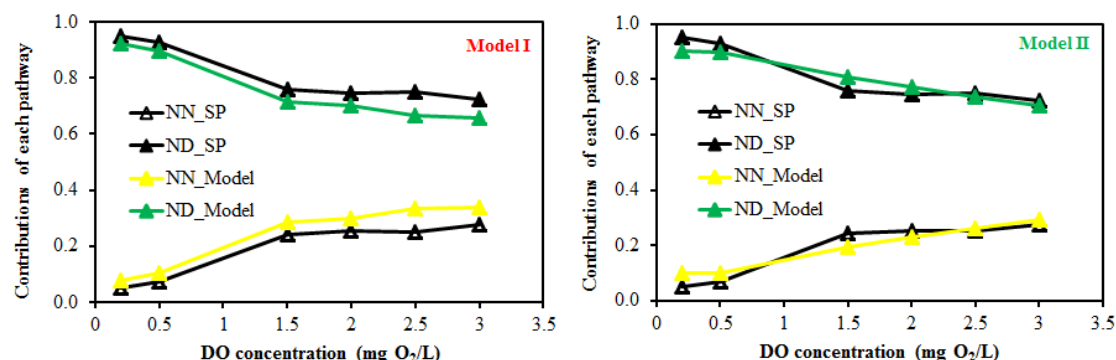 Contributions of each pathway
1.0
0.8
0.6
0.4
0.2
0.0
Model I
NN_SP
ND_SP
NN_Model
ND_Model
0 0.5 1 1.5 2 2.5 3 3.5
DO concentration (mg O₂/L)
Contributions of each pathway
1.0
0.8
0.6
0.4
0.2
0.0
Model II
NN_SP
ND_SP
NN_Model
ND_Model
0 0.5 1 1.5 2 2.5 3 3.5
DO concentration (mg O₂/L)